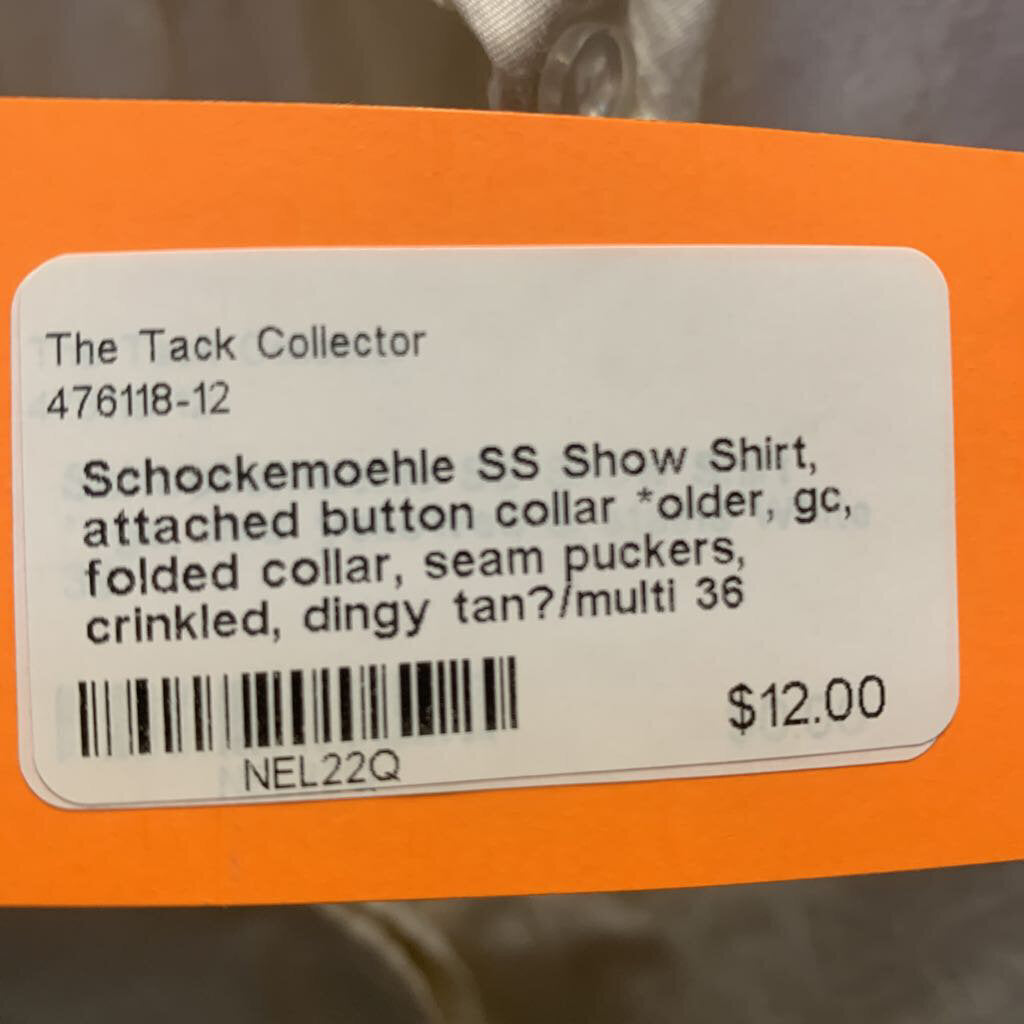 The Tack Collector
476118-12
Schockemoehle SS Show Shirt,
attached button collar *older, gc,
folded collar, seam puckers,
crinkled, dingy tan?/multi 36
$12.00
NEL22Q